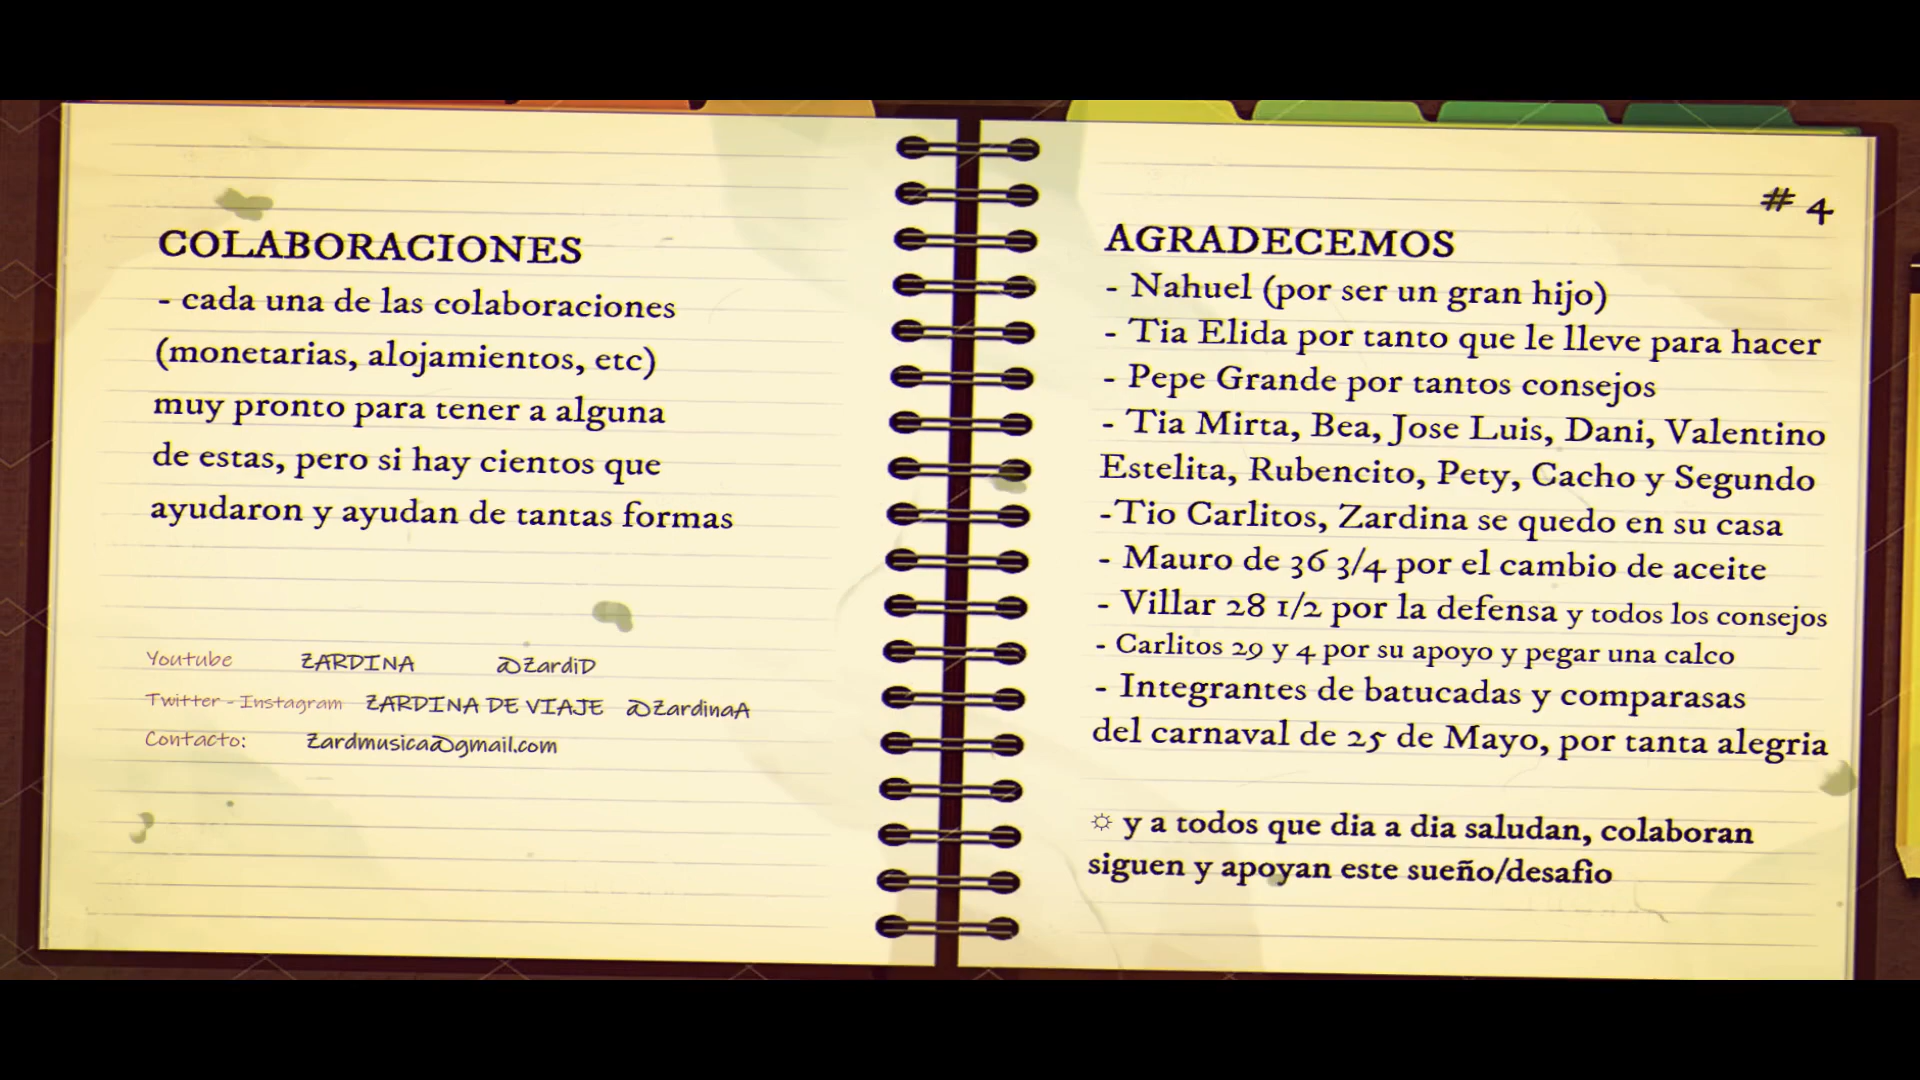 COLABORACIONES
- cada una de las colaboraciones
(monetarias, alojamientos, etc)
muy pronto para tener a alguna
de estas, pero si hay cientos que
ayudaron y ayudan de tantas formas
Youtube ZARDINA @ZardiD
Twitter - Instagram ZARDINA DE VIAJE @ZardinaA
Contacto: Zardmusica@gmail.com
# 4
AGRADECEMOS
- Nahuel (por ser un gran hijo)
- Tia Elida por tanto que le lleve para hacer
- Pepe Grande por tantos consejos
- Tia Mirta, Bea, Jose Luis, Dani, Valentino
Estelita, Rubencito, Pety, Cacho y Segundo
-Tio Carlitos, Zardina se quedo en su casa
- Mauro de 36 3/4 por el cambio de aceite
- Villar 28 1/2 por la defensa y todos los consejos
- Carlitos 29 y 4 por su apoyo y pegar una calco
- Integrantes de batucadas y comparasas
del carnaval de 25 de Mayo, por tanta alegria
☼ y a todos que dia a dia saludan, colaboran
siguen y apoyan este sueño/desafio